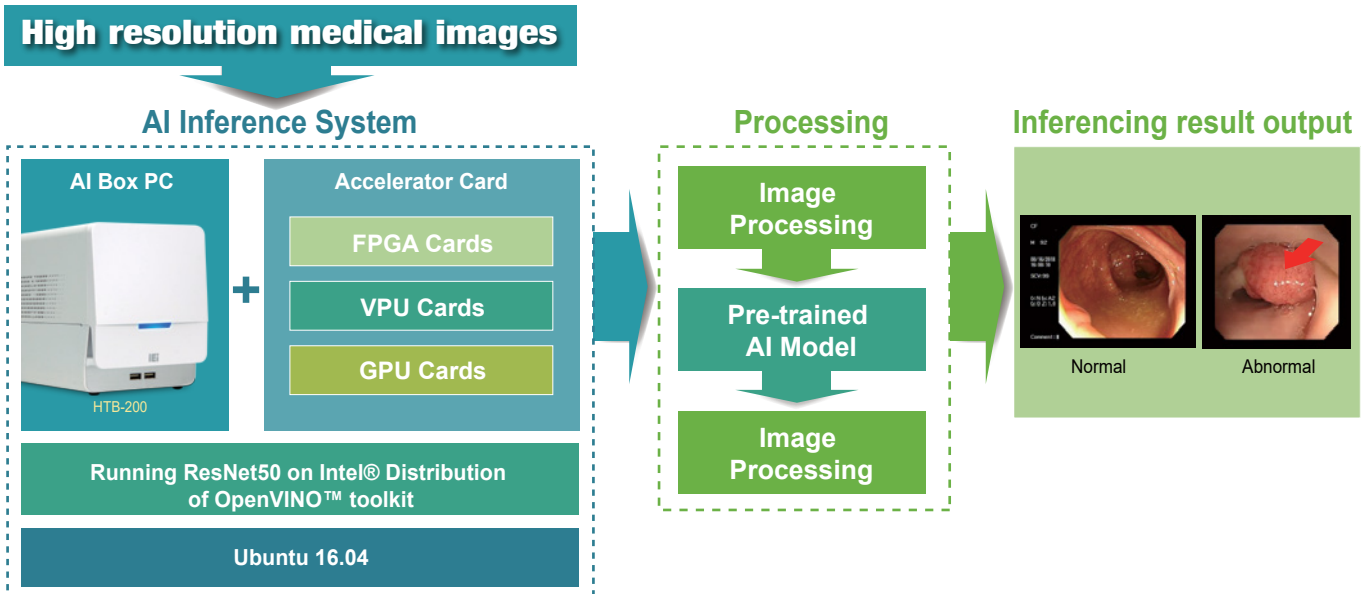 High resolution medical images
AI Inference System
AI Box PC
HTB-200
+
Accelerator Card
FPGA Cards
VPU Cards
GPU Cards
Running ResNet50 on Intel® Distribution
of OpenVINO™ toolkit
Ubuntu 16.04
Processing
Image
Processing
Pre-trained
AI Model
Image
Processing
Inferencing result output
CF
Comment :
Normal
Abnormal